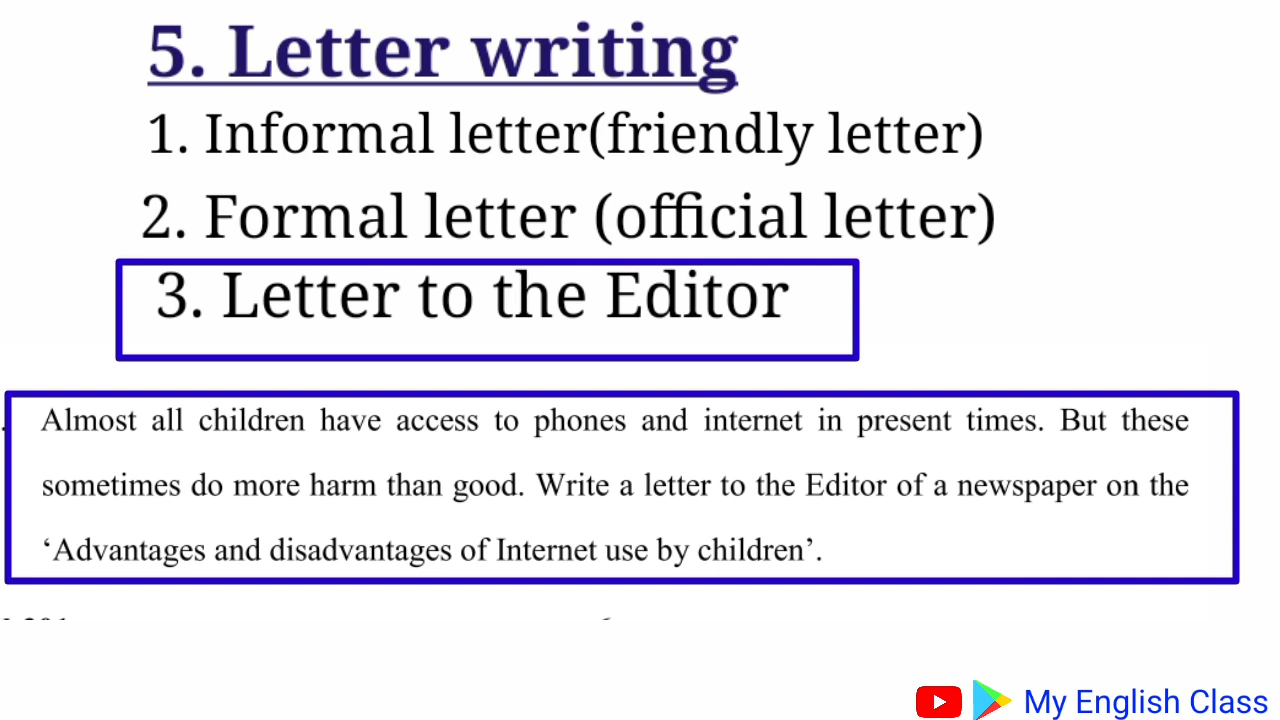 5. Letter writing
1. Informal letter(friendly letter)
2. Formal letter (official letter)
3. Letter to the Editor
Almost all children have access to phones and internet in present times. But these
sometimes do more harm than good. Write a letter to the Editor of a newspaper on the
‘Advantages and disadvantages of Internet use by children’.
My English Class